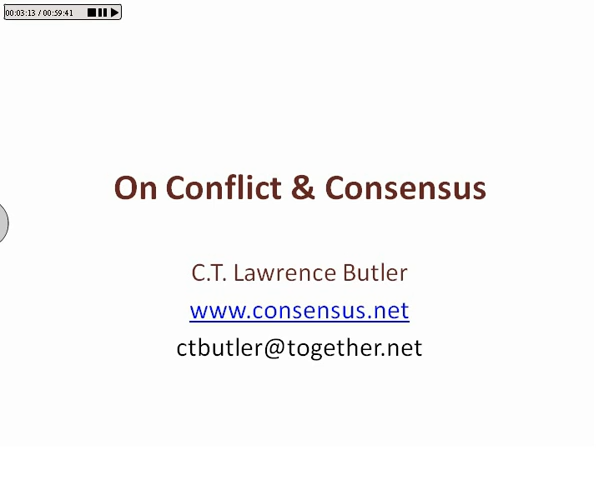 00:03:13 / 00:59:41
On Conflict & Consensus
C.T. Lawrence Butler
www.consensus.net
ctbutler@together.net